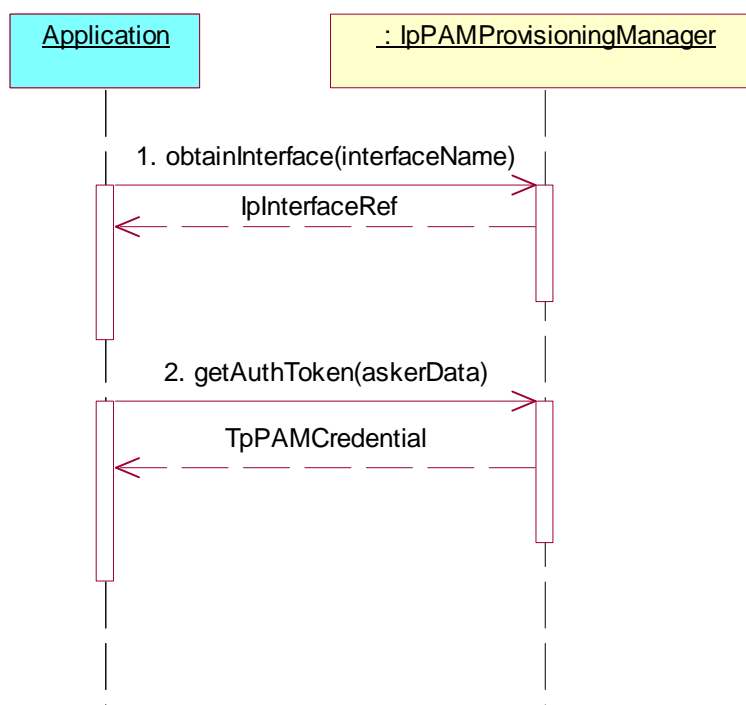 Application
: IpPAMProvisioningManager
1. obtainInterface(interfaceName)
IpInterfaceRef
2. getAuthToken(askerData)
TpPAMCredential